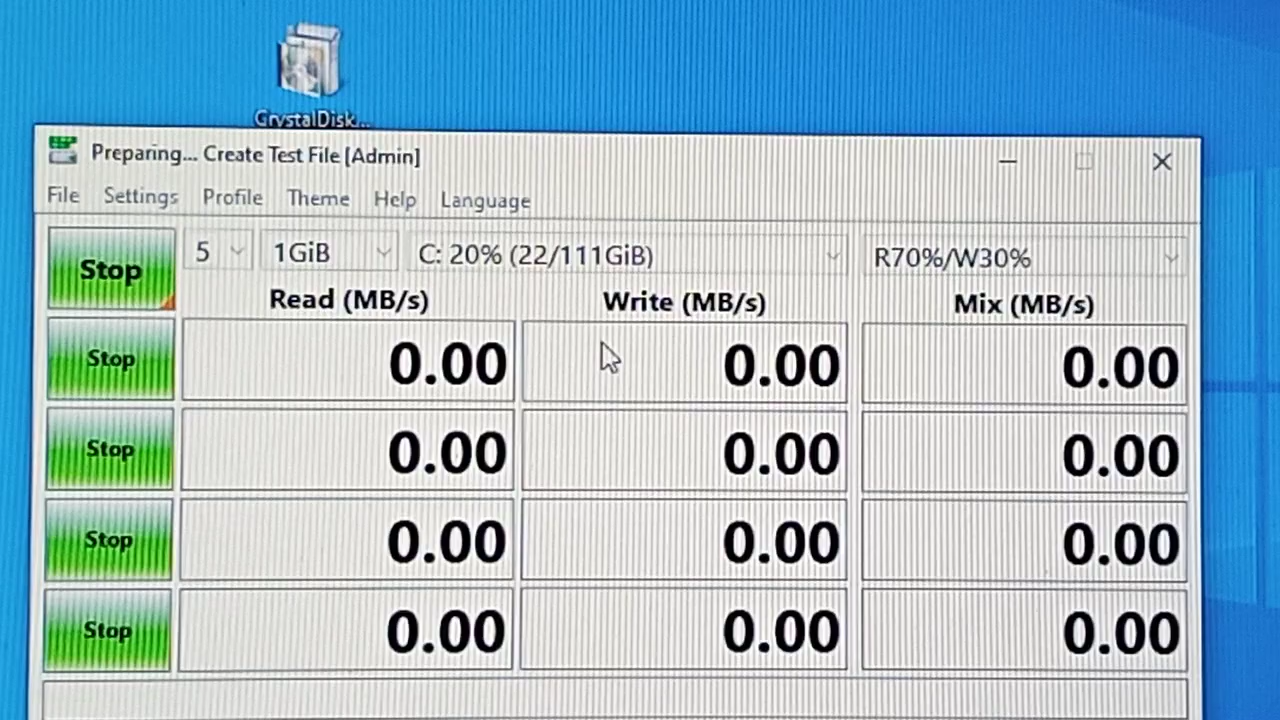 CrystalDisk...
Preparing... Create Test File [Admin]
File Settings Profile Theme Help Language
Stop 5 1GiB C: 20% (22/111GiB) R70%/W30%
Read (MB/s) Write (MB/s) Mix (MB/s)
Stop 0.00 0.00 0.00
Stop 0.00 0.00 0.00
Stop 0.00 0.00 0.00
Stop 0.00 0.00 0.00